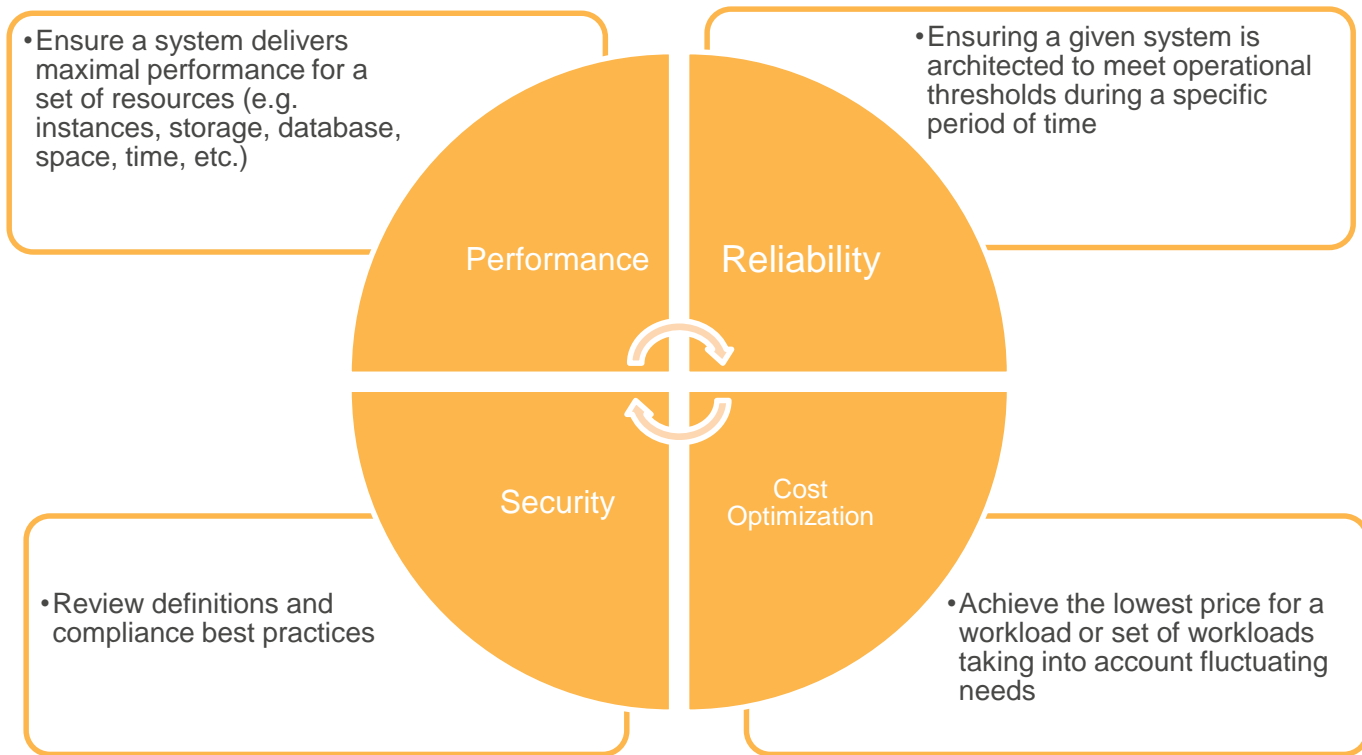 •Ensure a system delivers
maximal performance for a
set of resources (e.g.
instances, storage, database,
space, time, etc.)
•Ensuring a given system is
architected to meet operational
thresholds during a specific
period of time
Performance
Reliability
Security
Cost
Optimization
•Review definitions and
compliance best practices
•Achieve the lowest price for a
workload or set of workloads
taking into account fluctuating
needs